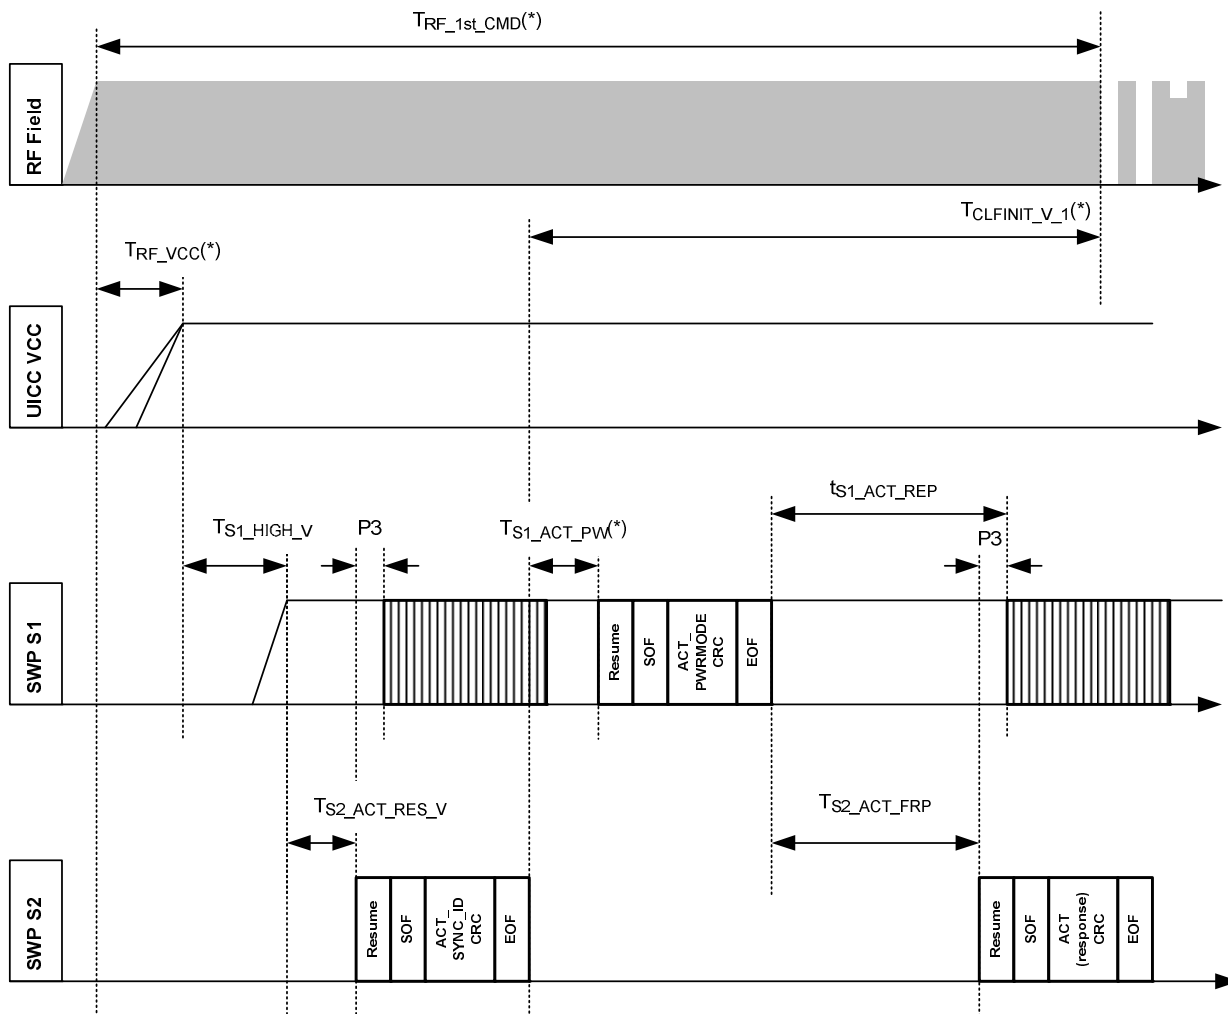 TRF_1st_CMD(*)
RF Field
TCLFINIT_V_1(*)
TRF_VCC(*)
UICC VCC
tS1_ACT_REP
TS1_HIGH_V
P3
TS1_ACT_PW(*)
P3
SWP S1
Resume
SOF
ACT_
PWRMODE
CRC
EOF
TS2_ACT_RES_V
TS2_ACT_FRP
SWP S2
Resume
SOF
ACT_
SYNC_ID
CRC
EOF
Resume
SOF
ACT
(response)
CRC
EOF